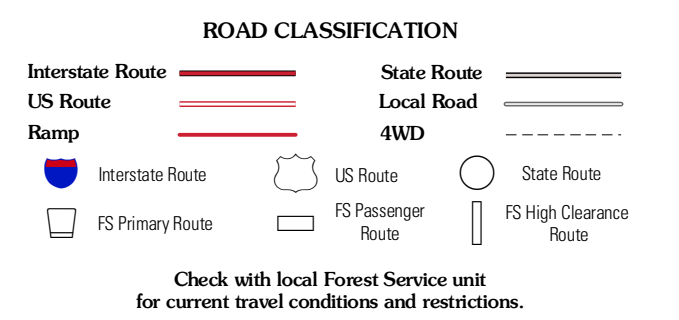 ROAD CLASSIFICATION
Interstate Route
State Route
US Route
Local Road
Ramp
4WD
Interstate Route
US Route
State Route
FS Primary Route
FS Passenger
Route
FS High Clearance
Route
Check with local Forest Service unit
for current travel conditions and restrictions.